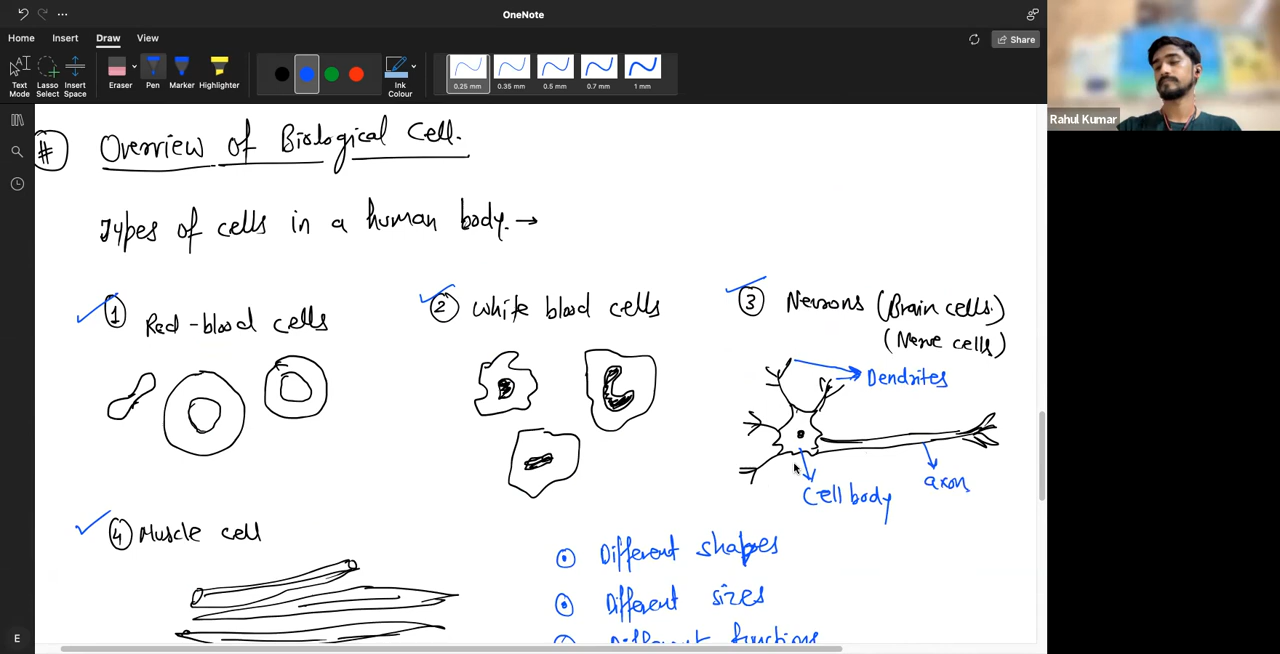 OneNote
Home Insert Draw View
Share
Text Mode
Lasso Select
Insert Space
Eraser
Pen
Marker
Highlighter
Ink Colour
0.25 mm 0.35 mm 0.5 mm 0.7 mm 1 mm
Rahul Kumar
# Overview of Biological Cell.
Types of cells in a human body. →
1 Red-blood cells
2 White blood cells
3 Neurons (Brain cells)
(Nerve cells)
Dendrites
Cell body
axon
4 Muscle cell
Different shapes
Different sizes
Different functions
E